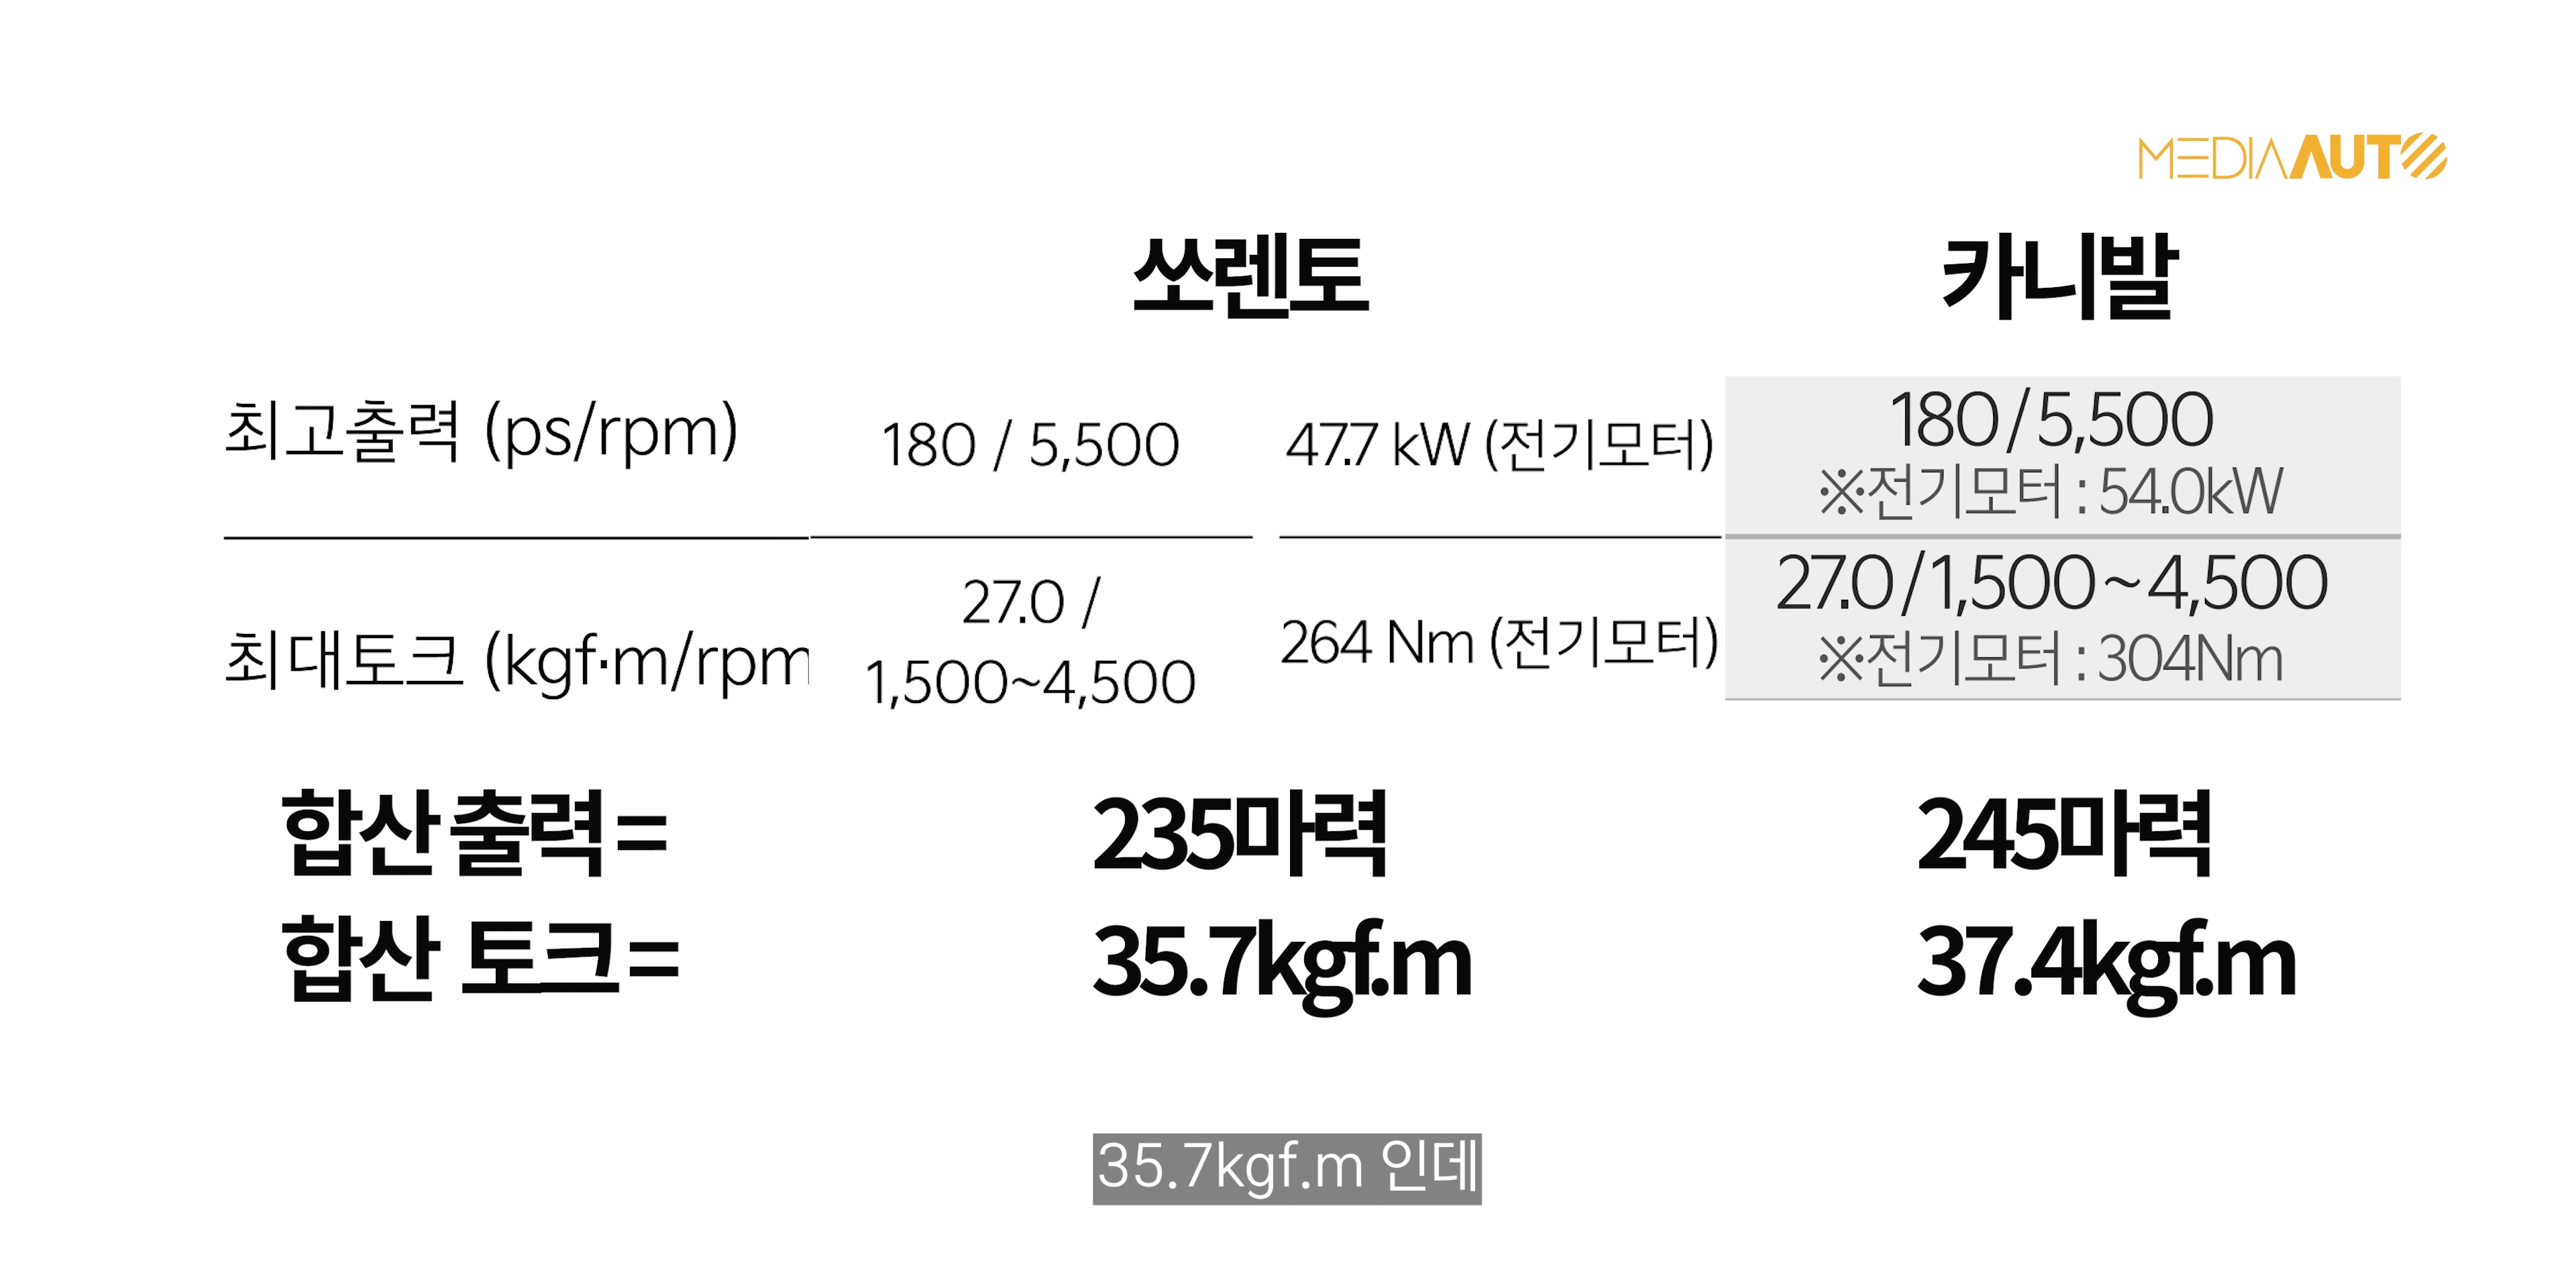 MEDIAAUTO
쏘렌토 카니발
최고출력 (ps/rpm) 180 / 5,500 47.7 kW (전기모터) 180/5,500
※전기모터 : 54.0kW
최대토크 (kgf·m/rpm 27.0 /
1,500~4,500 264 Nm (전기모터) 27.0/1,500~4,500
※전기모터 : 304Nm
합산 출력 = 235마력 245마력
합산 토크 = 35.7kgf.m 37.4kgf.m
35.7kgf.m 인데